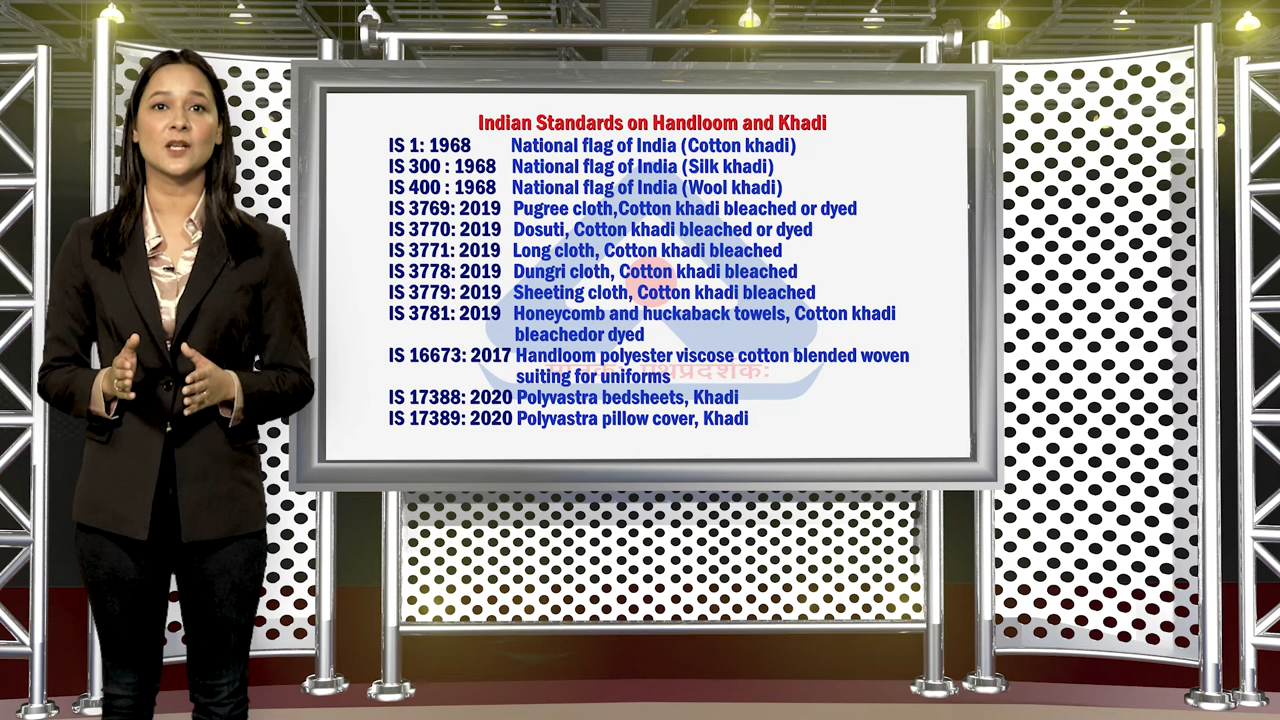 Indian Standards on Handloom and Khadi
IS 1: 1968 National flag of India (Cotton khadi)
IS 300 : 1968 National flag of India (Silk khadi)
IS 400 : 1968 National flag of India (Wool khadi)
IS 3769: 2019 Pugree cloth,Cotton khadi bleached or dyed
IS 3770: 2019 Dosuti, Cotton khadi bleached or dyed
IS 3771: 2019 Long cloth, Cotton khadi bleached
IS 3778: 2019 Dungri cloth, Cotton khadi bleached
IS 3779: 2019 Sheeting cloth, Cotton khadi bleached
IS 3781: 2019 Honeycomb and huckaback towels, Cotton khadi
bleachedor dyed
IS 16673: 2017 Handloom polyester viscose cotton blended woven
suiting for uniforms
IS 17388: 2020 Polyvastra bedsheets, Khadi
IS 17389: 2020 Polyvastra pillow cover, Khadi